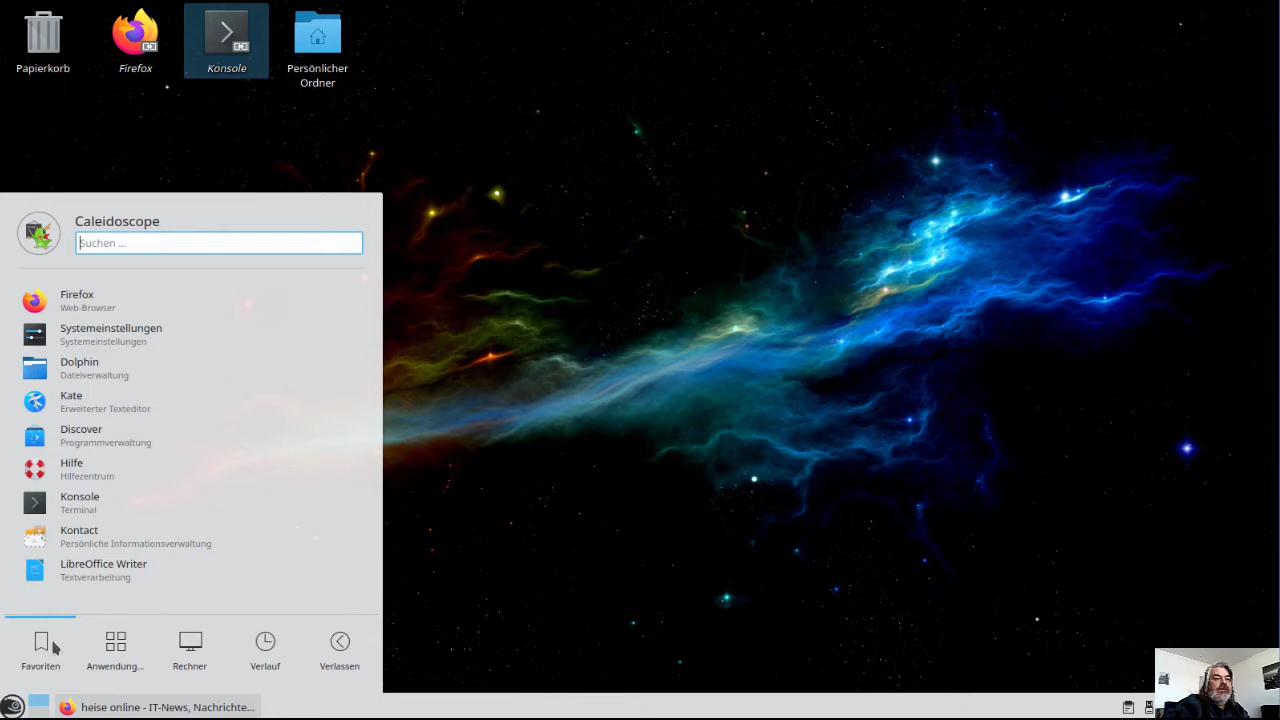 Papierkorb
Firefox
Konsole
Persönlicher
Ordner
Caleidoscope
Suchen ...
Firefox
Web-Browser
Systemeinstellungen
Systemeinstellungen
Dolphin
Dateiverwaltung
Kate
Erweiterter Texteditor
Discover
Programmverwaltung
Hilfe
Hilfezentrum
Konsole
Terminal
Kontact
Persönliche Informationsverwaltung
LibreOffice Writer
Textverarbeitung
Favoriten
Anwendung...
Rechner
Verlauf
Verlassen
heise online - IT-News, Nachrichte...